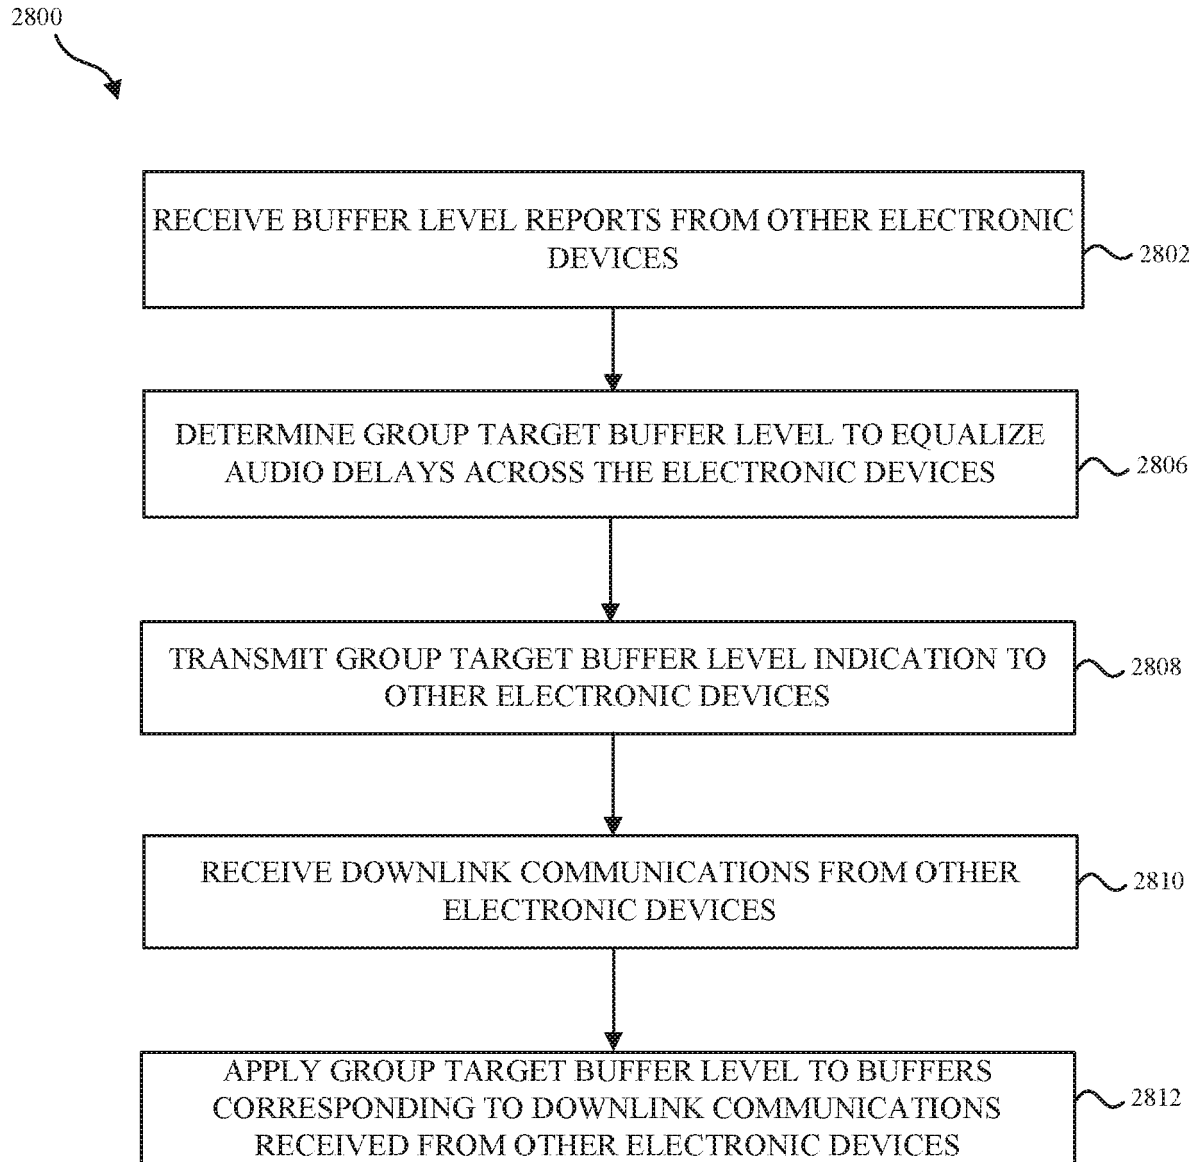 2800
RECEIVE BUFFER LEVEL REPORTS FROM OTHER ELECTRONIC
DEVICES
2802
DETERMINE GROUP TARGET BUFFER LEVEL TO EQUALIZE
AUDIO DELAYS ACROSS THE ELECTRONIC DEVICES
2806
TRANSMIT GROUP TARGET BUFFER LEVEL INDICATION TO
OTHER ELECTRONIC DEVICES
2808
RECEIVE DOWNLINK COMMUNICATIONS FROM OTHER
ELECTRONIC DEVICES
2810
APPLY GROUP TARGET BUFFER LEVEL TO BUFFERS
CORRESPONDING TO DOWNLINK COMMUNICATIONS
RECEIVED FROM OTHER ELECTRONIC DEVICES
2812